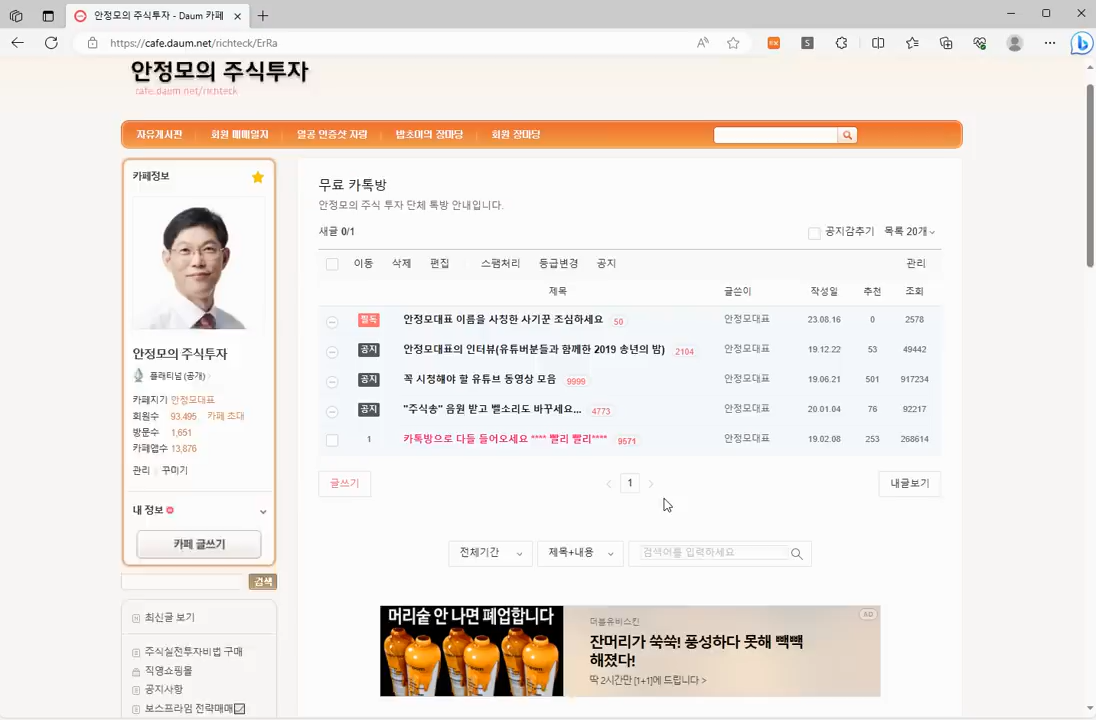 안정모의 주식투자 - Daum 카페
https://cafe.daum.net/richteck/ErRa
안정모의 주식투자
cafe.daum.net/richteck
자유게시판 회원 매매일지 열공 인증샷 자랑 밥초이의 장마당 회원 장마당
카페정보
무료 카톡방
안정모의 주식 투자 단체 톡방 안내입니다.
새글 0/1
공지감추기 목록 20개
이동 삭제 편집 스팸처리 등급변경 공지 관리
제목 글쓴이 작성일 추천 조회
필독 안정모대표 이름을 사칭한 사기꾼 조심하세요 50 안정모대표 23.08.16 0 2578
공지 안정모대표의 인터뷰(유튜버분들과 함께한 2019 송년의 밤) 2104 안정모대표 19.12.22 53 49442
공지 꼭 시청해야 할 유튜브 동영상 모음 9999 안정모대표 19.06.21 501 917234
공지 "주식송" 음원 받고 벨소리도 바꾸세요... 4773 안정모대표 20.01.04 76 92217
1 카톡방으로 다들 들어오세요 **** 빨리 빨리**** 9571 안정모대표 19.02.08 253 268614
글쓰기
1
내글보기
전체기간
제목+내용
검색어를 입력하세요
안정모의 주식투자
플래티넘 (공개)
카페지기 안정모대표
회원수 93,495 카페 초대
방문수 1,651
카페앱수 13,876
관리 꾸미기
내 정보
카페 글쓰기
검색
최신글 보기
주식실전투자비법 구매
직영쇼핑몰
공지사항
보스프라임 전략매매
머리숱 안 나면 폐업합니다
더블유비스킨
잔머리가 쑥쑥! 풍성하다 못해 빽빽
해졌다!
딱 2시간만 [1+1]에 드립니다 >
AD